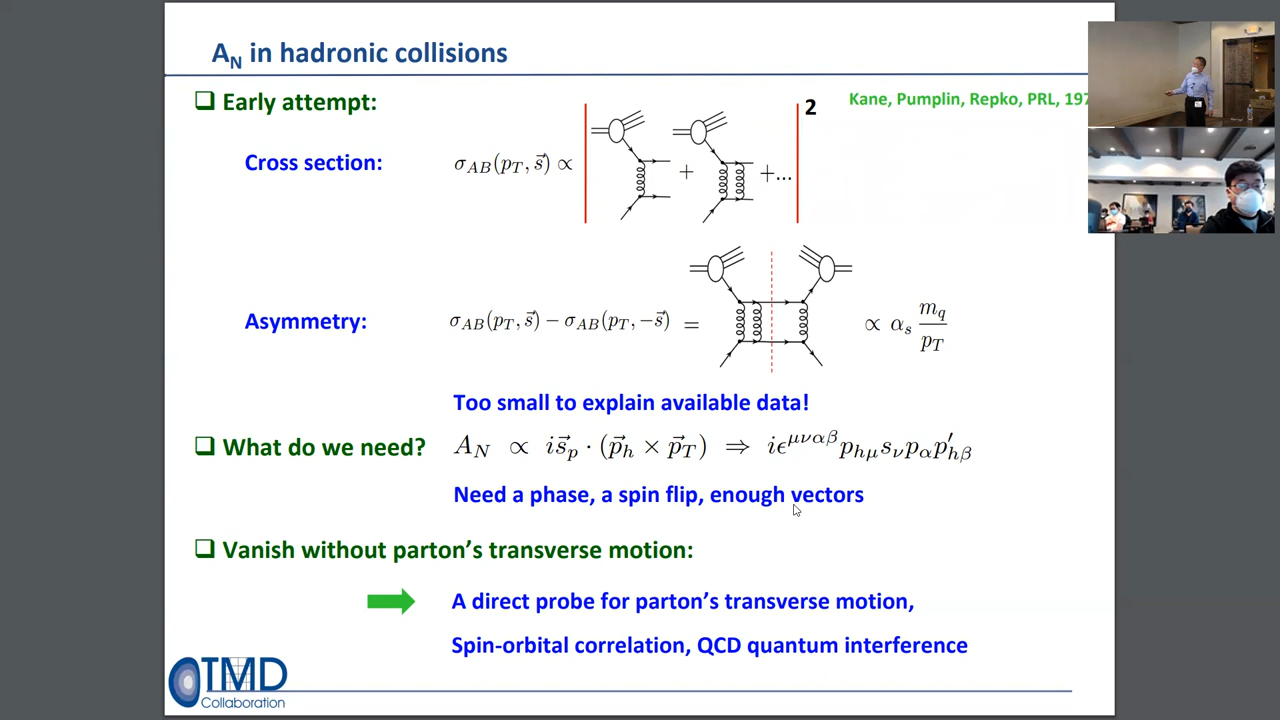 A_N in hadronic collisions
❑ Early attempt:
Kane, Pumplin, Repko, PRL, 197
Cross section: σ_AB(p_T, s⃗) ∝ | + +... | 2
Asymmetry: σ_AB(p_T, s⃗) − σ_AB(p_T, −s⃗) = ∝ α_s m_q / p_T
Too small to explain available data!
❑ What do we need? A_N ∝ i s⃗_p · (p⃗_h × p⃗_T) ⇒ iϵ^{μναβ} p_{hμ} s_ν p_α p′_{hβ}
Need a phase, a spin flip, enough vectors
❑ Vanish without parton's transverse motion:
A direct probe for parton's transverse motion,
Spin-orbital correlation, QCD quantum interference
TMD
Collaboration